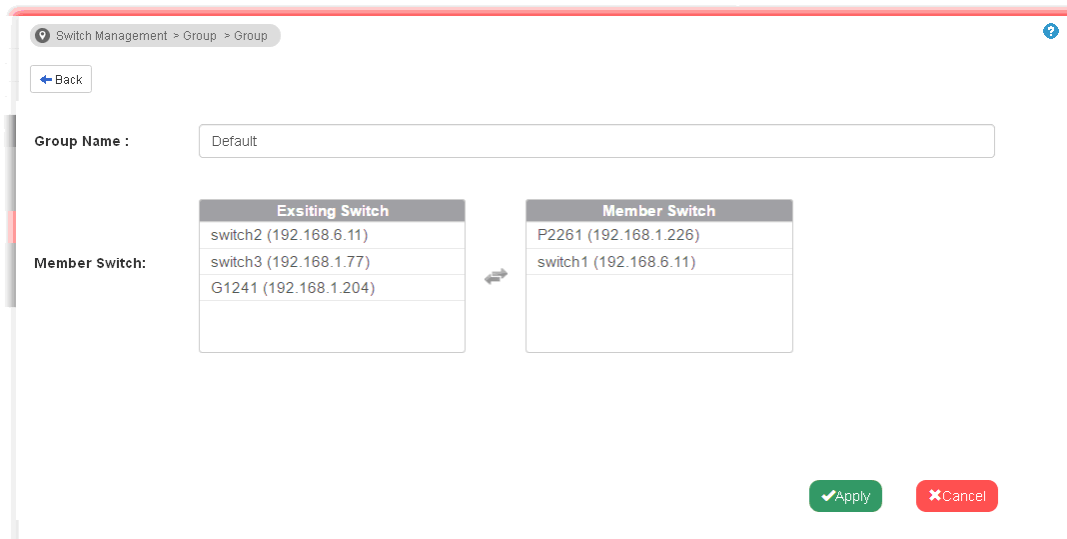 Switch Management > Group > Group
?
Back
Group Name :
Default
Member Switch:
Exsiting Switch
switch2 (192.168.6.11)
switch3 (192.168.1.77)
G1241 (192.168.1.204)
Member Switch
P2261 (192.168.1.226)
switch1 (192.168.6.11)
Apply
Cancel